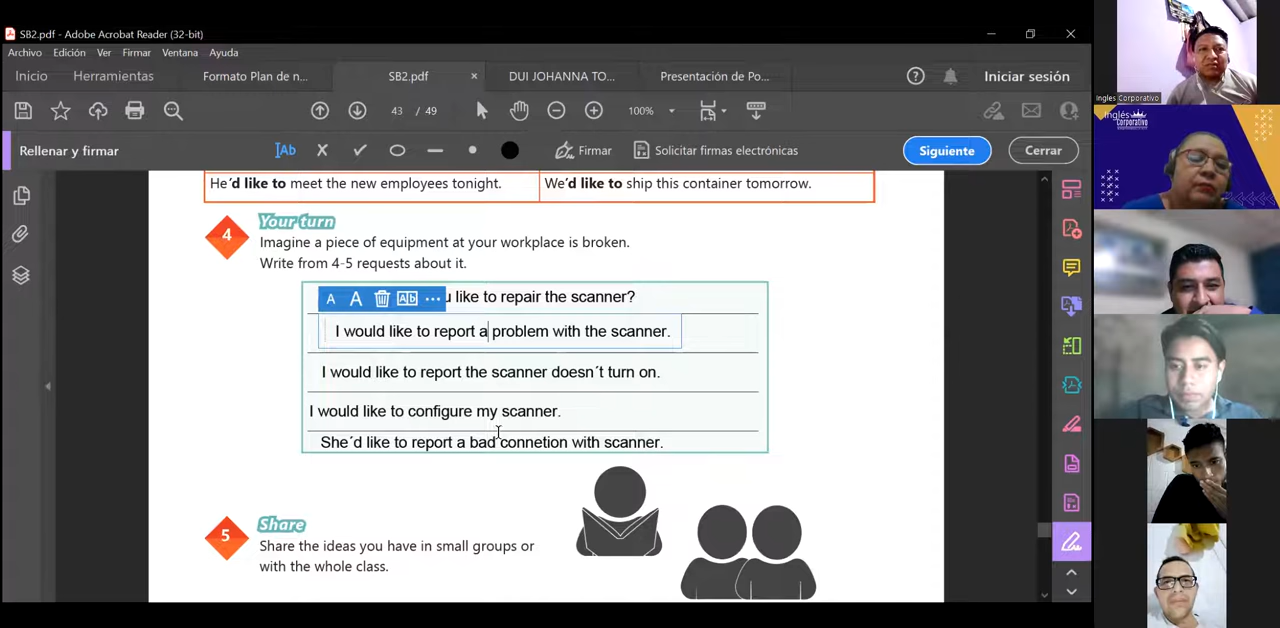 SB2.pdf - Adobe Acrobat Reader (32-bit)
Archivo Edición Ver Firmar Ventana Ayuda
Inicio Herramientas Formato Plan de n... SB2.pdf × DUI JOHANNA TO... Presentación de Po... Iniciar sesión
43 / 49 100%
Rellenar y firmar Ab Firmar Solicitar firmas electrónicas Siguiente Cerrar
He'd like to meet the new employees tonight. We'd like to ship this container tomorrow.
4 Your turn
Imagine a piece of equipment at your workplace is broken.
Write from 4-5 requests about it.
A A Ab ... u like to repair the scanner?
I would like to report a problem with the scanner.
I would like to report the scanner doesn´t turn on.
I would like to configure my scanner.
She´d like to report a bad connetion with scanner.
5 Share
Share the ideas you have in small groups or
with the whole class.
Ingles Corporativo
Inglés
Corporativo